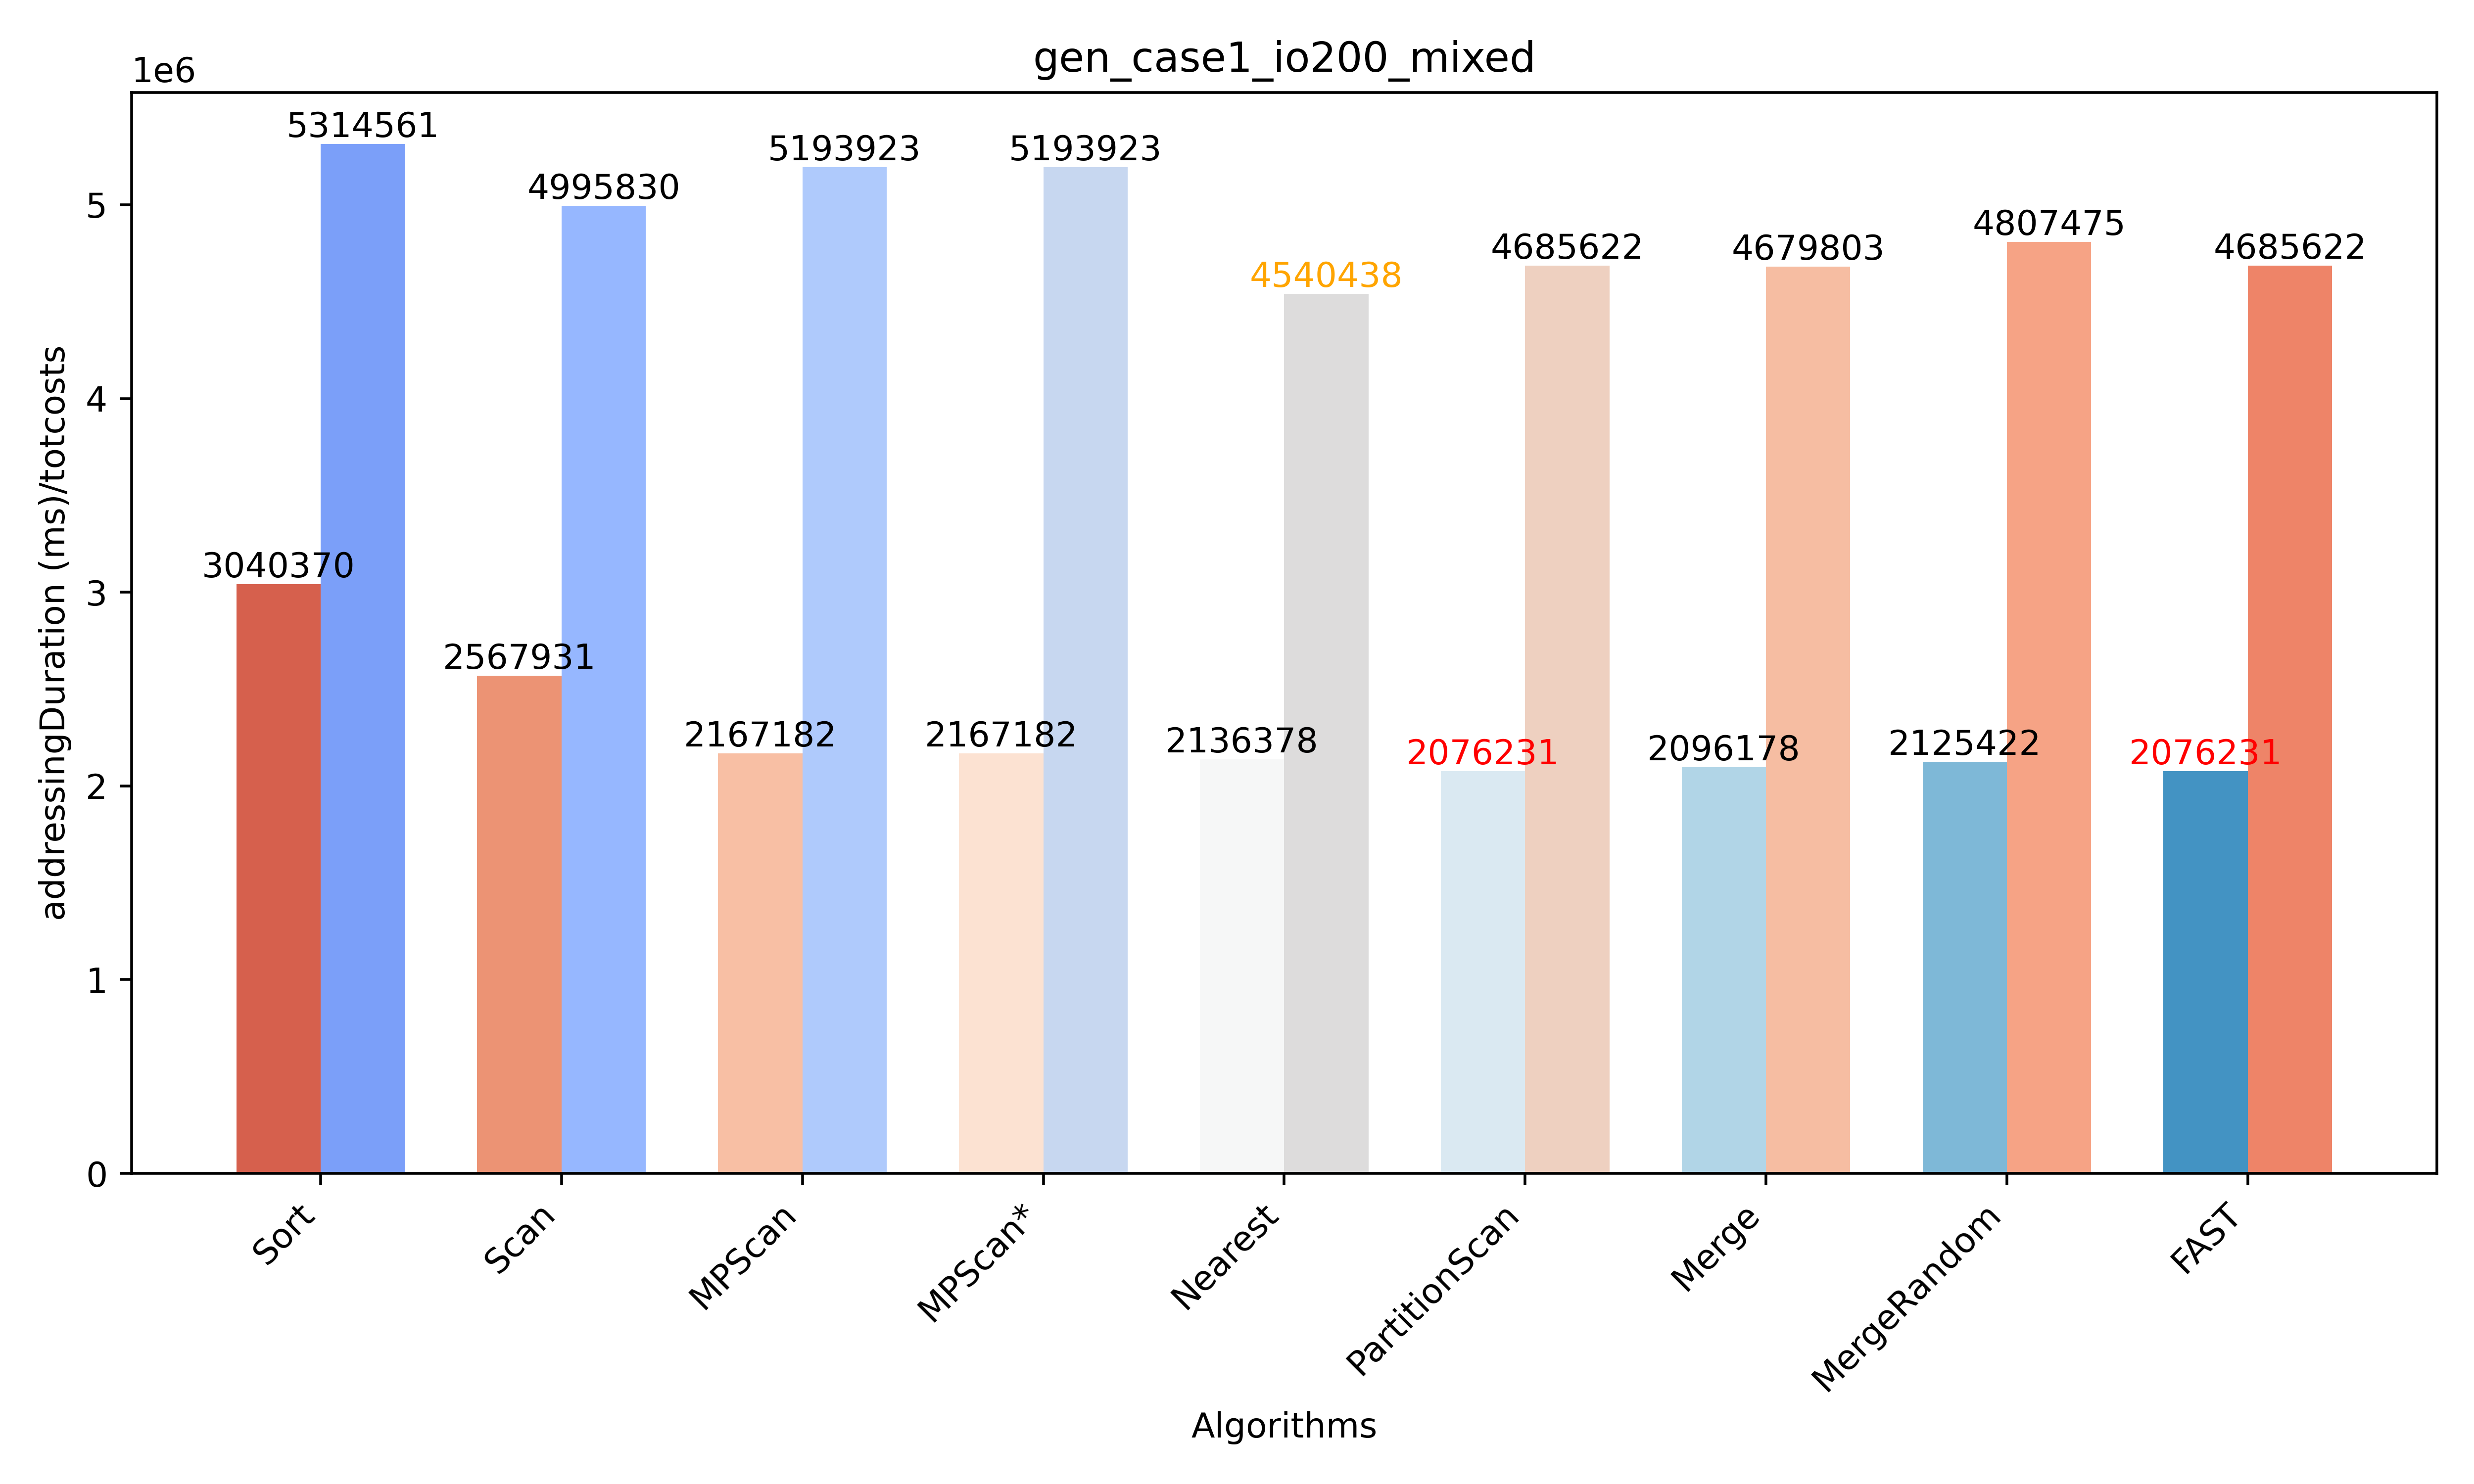 gen_case1_io200_mixed
1e6
5
4
3
2
1
0
addressingDuration (ms)/totcosts
3040370
5314561
2567931
4995830
2167182
5193923
2167182
5193923
2136378
4540438
2076231
4685622
2096178
4679803
2125422
4807475
2076231
4685622
Sort
Scan
MPScan
MPScan*
Nearest
PartitionScan
Merge
MergeRandom
FAST
Algorithms